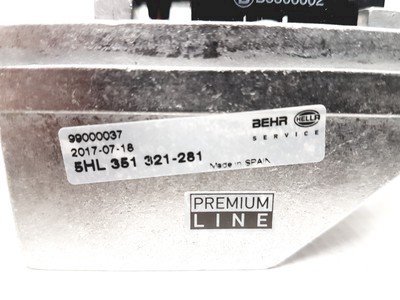 99000037
2017-07-18
5HL 351 321-281
Made in SPAIN
BEHR HELLA
SERVICE
PREMIUM
LINE